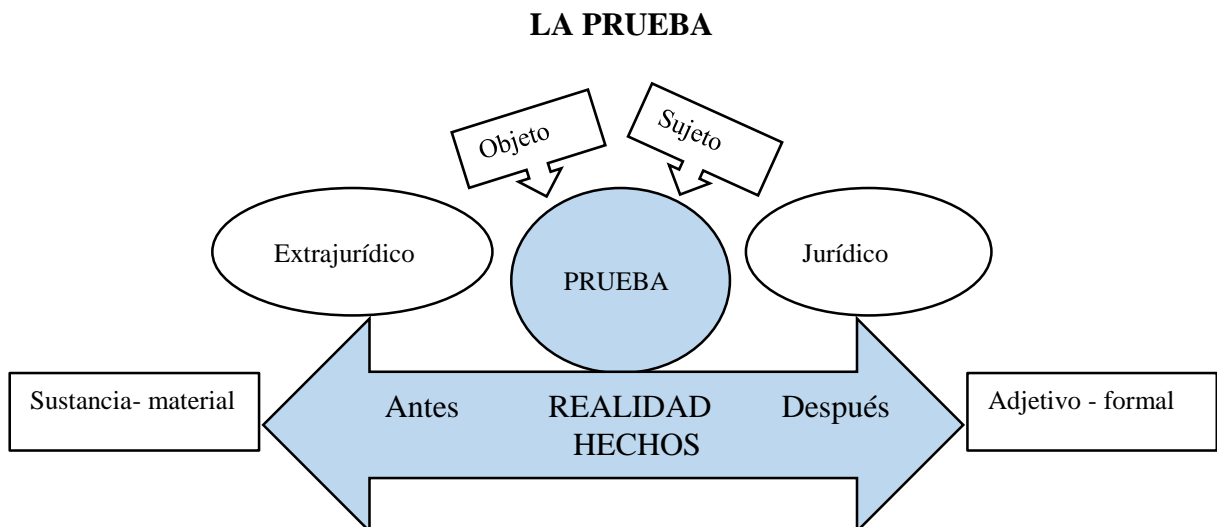 LA PRUEBA
Objeto
Sujeto
Extrajurídico
PRUEBA
Jurídico
Sustancia- material
Antes
REALIDAD
HECHOS
Después
Adjetivo - formal